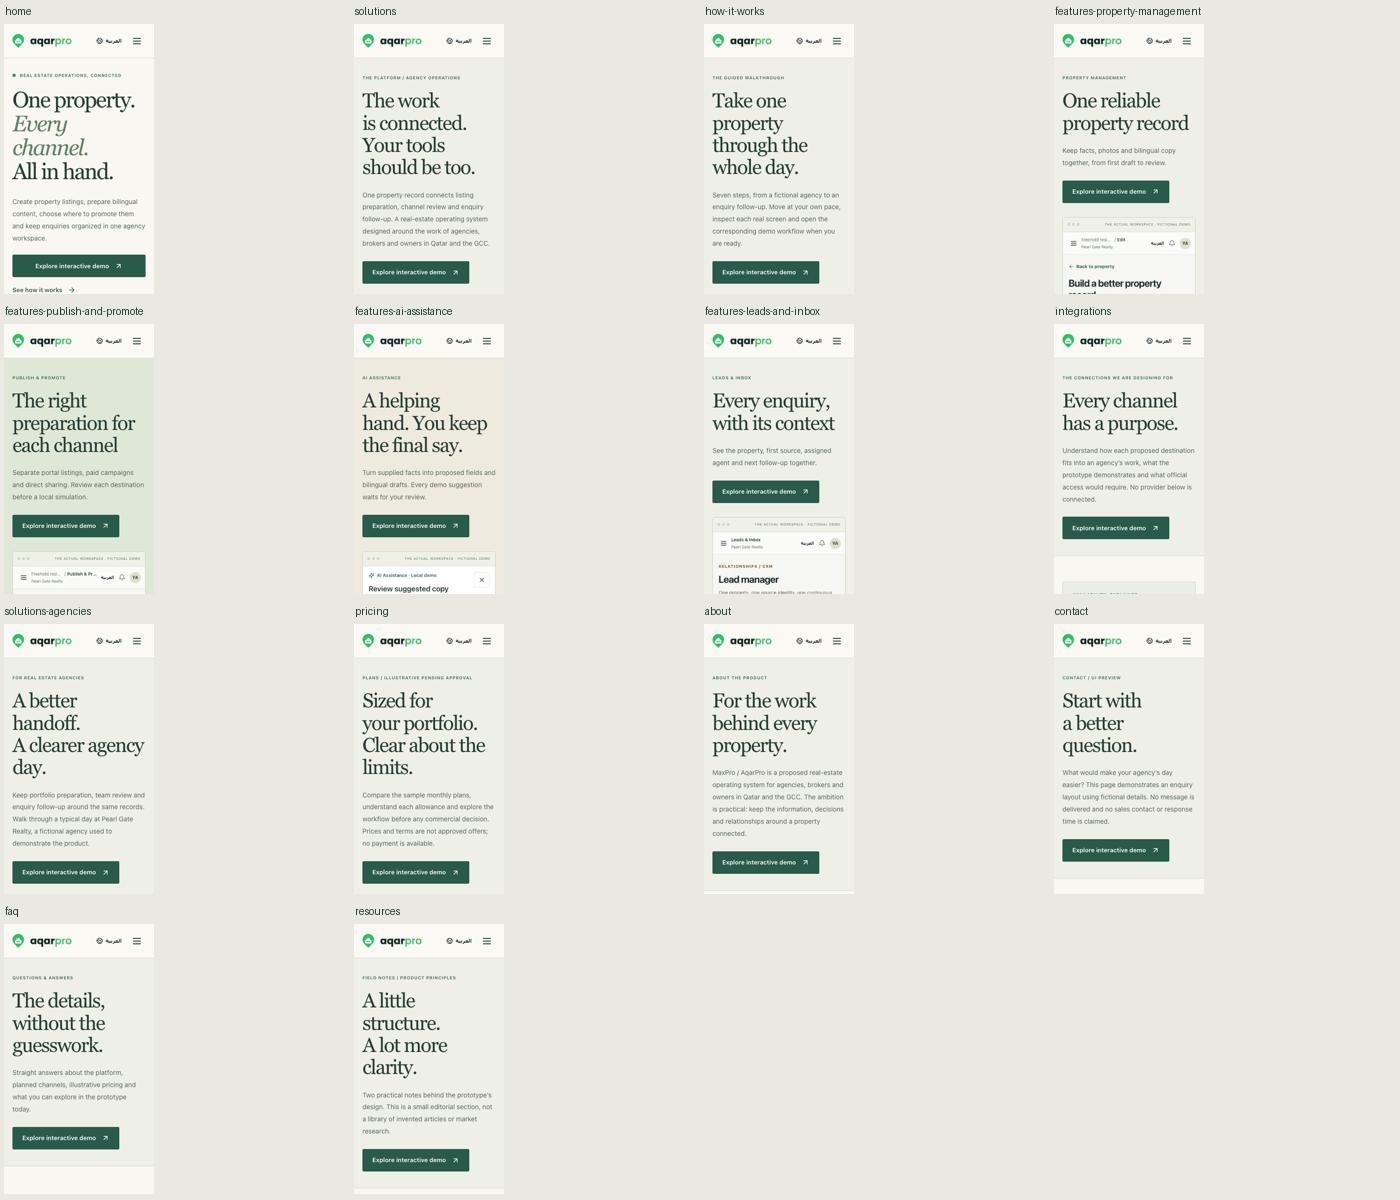 home
aqarpro
العربية
REAL ESTATE OPERATIONS, CONNECTED
One property.
Every
channel.
All in hand.
Create property listings, prepare bilingual
content, choose where to promote them
and keep enquiries organized in one agency
workspace.
Explore interactive demo
See how it works
solutions
aqarpro
العربية
THE PLATFORM / AGENCY OPERATIONS
The work
is connected.
Your tools
should be too.
One property record connects listing
preparation, channel review and enquiry
follow-up. A real-estate operating system
designed around the work of agencies,
brokers and owners in Qatar and the GCC.
Explore interactive demo
how-it-works
aqarpro
العربية
THE GUIDED WALKTHROUGH
Take one
property
through the
whole day.
Seven steps, from a fictional agency to an
enquiry follow-up. Move at your own pace,
inspect each real screen and open the
corresponding demo workflow when you
are ready.
Explore interactive demo
features-property-management
aqarpro
العربية
PROPERTY MANAGEMENT
One reliable
property record
Keep facts, photos and bilingual copy
together, from first draft to review.
Explore interactive demo
THE ACTUAL WORKSPACE · FICTIONAL DEMO
Freehold resi... / Edit
Pearl Gate Realty
العربية
YA
Back to property
Build a better property
record
features-publish-and-promote
aqarpro
العربية
PUBLISH & PROMOTE
The right
preparation for
each channel
Separate portal listings, paid campaigns
and direct sharing. Review each destination
before a local simulation.
Explore interactive demo
THE ACTUAL WORKSPACE · FICTIONAL DEMO
Freehold resi... / Publish & Pr...
Pearl Gate Realty
العربية
YA
features-ai-assistance
aqarpro
العربية
AI ASSISTANCE
A helping
hand. You keep
the final say.
Turn supplied facts into proposed fields and
bilingual drafts. Every demo suggestion
waits for your review.
Explore interactive demo
THE ACTUAL WORKSPACE · FICTIONAL DEMO
AI Assistance · Local demo
Review suggested copy
features-leads-and-inbox
aqarpro
العربية
LEADS & INBOX
Every enquiry,
with its context
See the property, first source, assigned
agent and next follow-up together.
Explore interactive demo
THE ACTUAL WORKSPACE · FICTIONAL DEMO
Leads & Inbox
Pearl Gate Realty
العربية
YA
RELATIONSHIPS / CRM
Lead manager
One property, one source identity, one continuous
integrations
aqarpro
العربية
THE CONNECTIONS WE ARE DESIGNING FOR
Every channel
has a purpose.
Understand how each proposed destination
fits into an agency's work, what the
prototype demonstrates and what official
access would require. No provider below is
connected.
Explore interactive demo
solutions-agencies
aqarpro
العربية
FOR REAL ESTATE AGENCIES
A better
handoff.
A clearer agency
day.
Keep portfolio preparation, team review and
enquiry follow-up around the same records.
Walk through a typical day at Pearl Gate
Realty, a fictional agency used to
demonstrate the product.
Explore interactive demo
pricing
aqarpro
العربية
PLANS / ILLUSTRATIVE PENDING APPROVAL
Sized for
your portfolio.
Clear about the
limits.
Compare the sample monthly plans,
understand each allowance and explore the
workflow before any commercial decision.
Prices and terms are not approved offers;
no payment is available.
Explore interactive demo
about
aqarpro
العربية
ABOUT THE PRODUCT
For the work
behind every
property.
MaxPro / AqarPro is a proposed real-estate
operating system for agencies, brokers and
owners in Qatar and the GCC. The ambition
is practical: keep the information, decisions
and relationships around a property
connected.
Explore interactive demo
contact
aqarpro
العربية
CONTACT / UI PREVIEW
Start with
a better
question.
What would make your agency's day
easier? This page demonstrates an enquiry
layout using fictional details. No message is
delivered and no sales contact or response
time is claimed.
Explore interactive demo
faq
aqarpro
العربية
QUESTIONS & ANSWERS
The details,
without the
guesswork.
Straight answers about the platform,
planned channels, illustrative pricing and
what you can explore in the prototype
today.
Explore interactive demo
resources
aqarpro
العربية
FIELD NOTES / PRODUCT PRINCIPLES
A little
structure.
A lot more
clarity.
Two practical notes behind the prototype's
design. This is a small editorial section, not
a library of invented articles or market
research.
Explore interactive demo